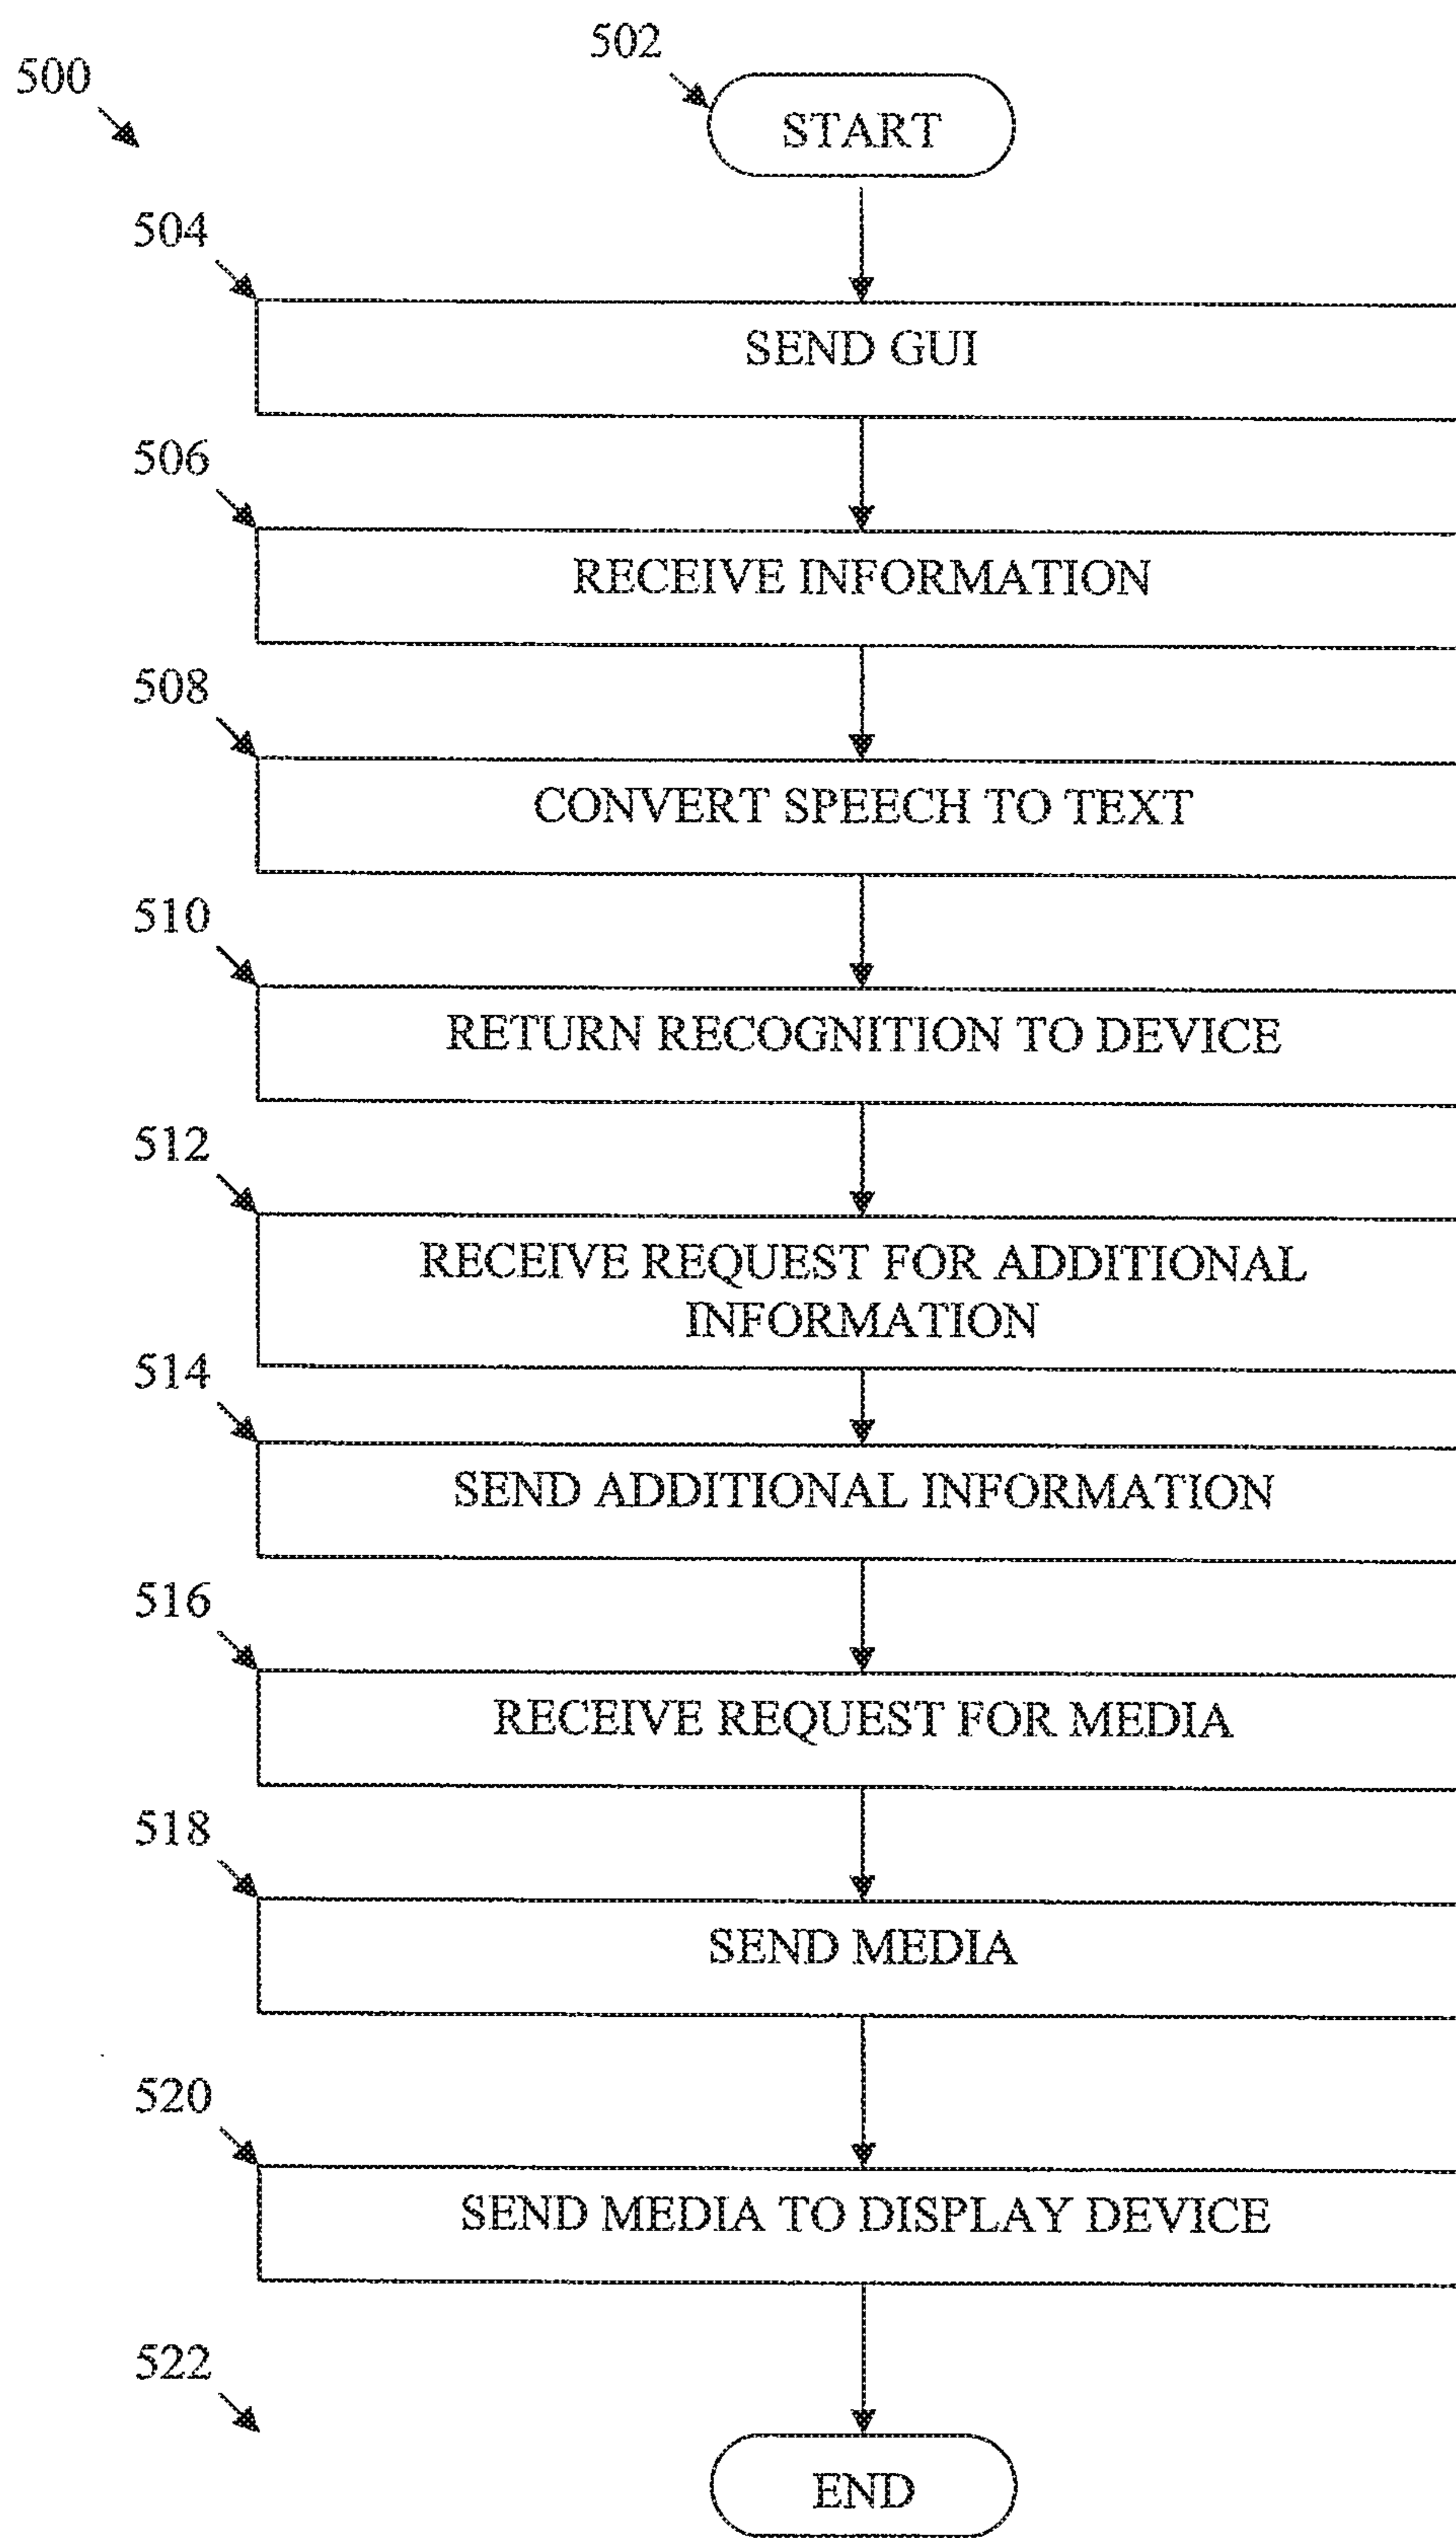 500
502
START
504
SEND GUI
506
RECEIVE INFORMATION
508
CONVERT SPEECH TO TEXT
510
RETURN RECOGNITION TO DEVICE
512
RECEIVE REQUEST FOR ADDITIONAL
INFORMATION
514
SEND ADDITIONAL INFORMATION
516
RECEIVE REQUEST FOR MEDIA
518
SEND MEDIA
520
SEND MEDIA TO DISPLAY DEVICE
522
END